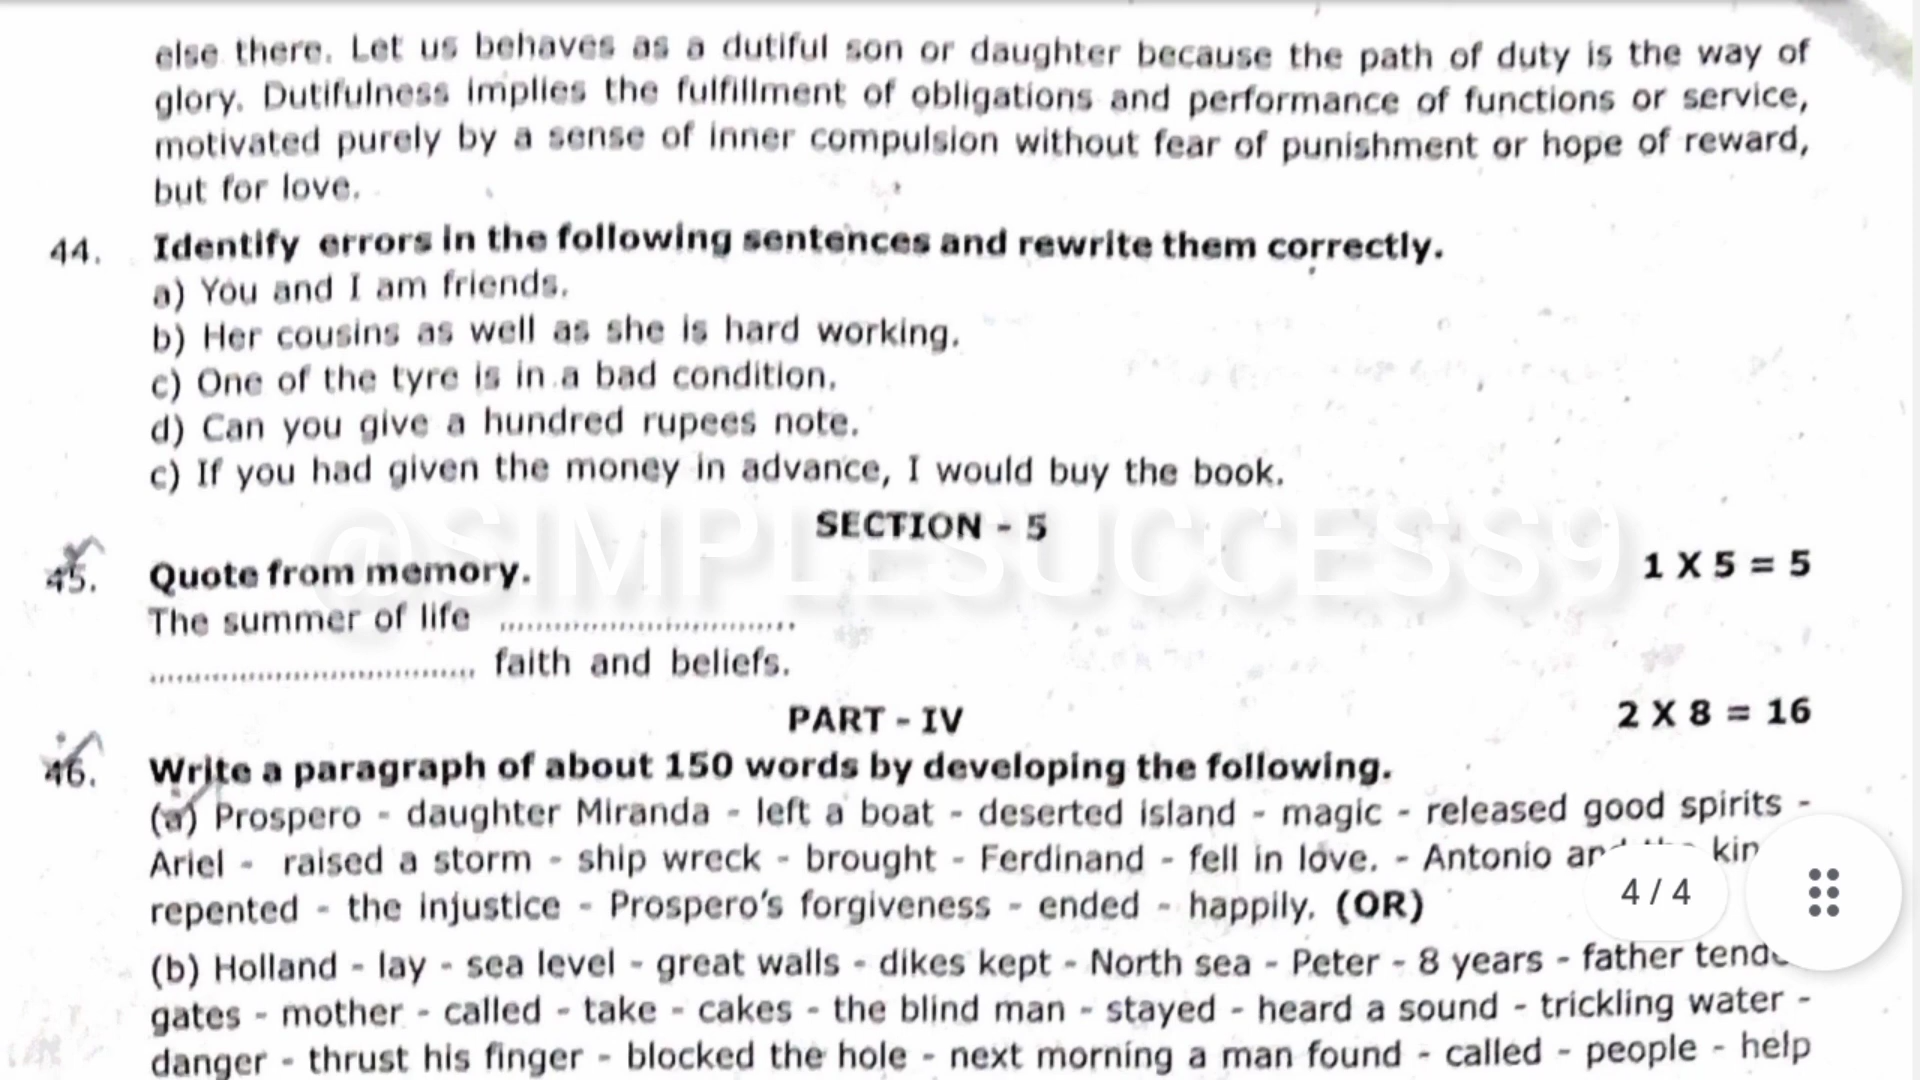 else there. Let us behaves as a dutiful son or daughter because the path of duty is the way of
glory. Dutifulness implies the fulfillment of obligations and performance of functions or service,
motivated purely by a sense of inner compulsion without fear of punishment or hope of reward,
but for love.
44. Identify errors in the following sentences and rewrite them correctly.
a) You and I am friends.
b) Her cousins as well as she is hard working.
c) One of the tyre is in a bad condition.
d) Can you give a hundred rupees note.
c) If you had given the money in advance, I would buy the book.
SECTION - 5
@SIMPLESUCCESS9
45. Quote from memory. 1 X 5 = 5
The summer of life ..............................
................................. faith and beliefs.
PART - IV 2 X 8 = 16
46. Write a paragraph of about 150 words by developing the following.
(a) Prospero - daughter Miranda - left a boat - deserted island - magic - released good spirits -
Ariel - raised a storm - ship wreck - brought - Ferdinand - fell in love. - Antonio
repented - the injustice - Prospero's forgiveness - ended - happily. (OR)
4 / 4
(b) Holland - lay - sea level - great walls - dikes kept - North sea - Peter - 8 years - father
gates - mother - called - take - cakes - the blind man - stayed - heard a sound - trickling water -
danger - thrust his finger - blocked the hole - next morning a man found - called - people - help